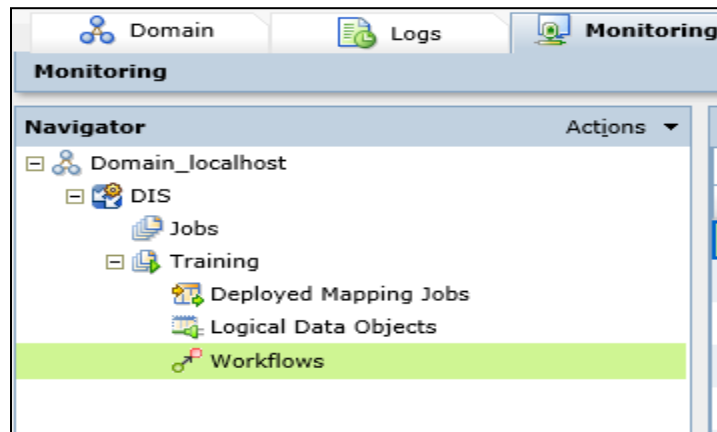 Domain Logs Monitoring
Monitoring
Navigator Actions
Domain_localhost
DIS
Jobs
Training
Deployed Mapping Jobs
Logical Data Objects
Workflows